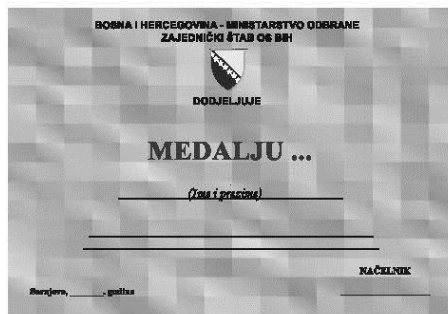 BOSNA I HERCEGOVINA - MINISTARSTVO ODBRANE
ZAJEDNIČKI ŠTAB OS BIH
DODJELJUJE
MEDALJU ...
(Ime i prezime)
NAČELNIK
Sarajevo, ______. godine